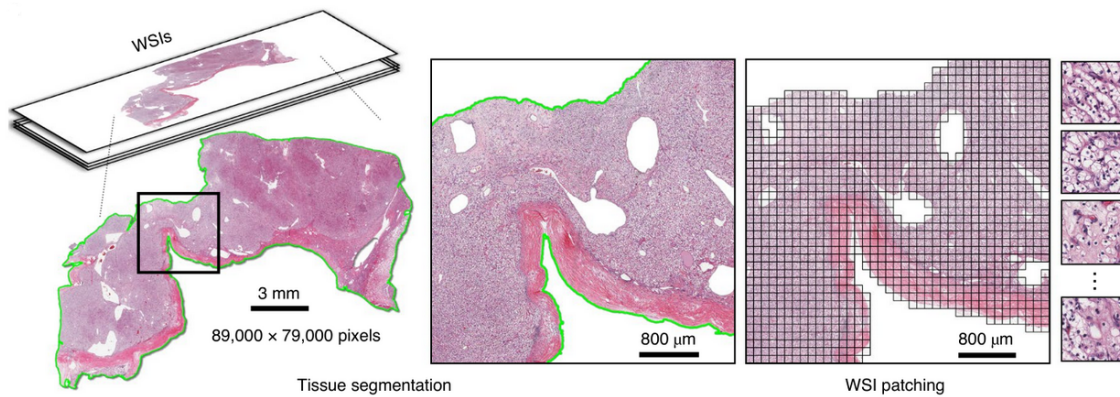 WSIs
3 mm
89,000 × 79,000 pixels
800 μm
800 μm
Tissue segmentation
WSI patching